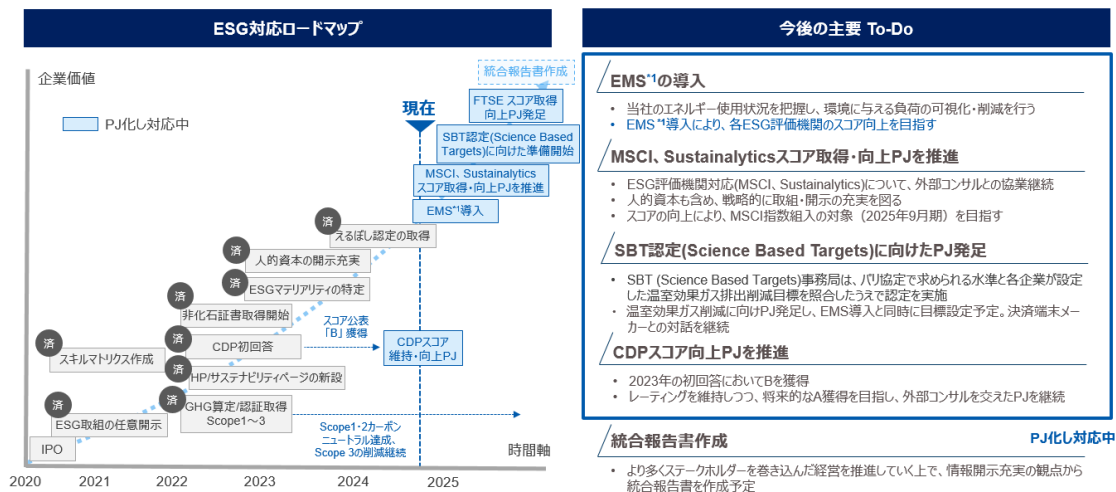 ESG対応ロードマップ
企業価値
PJ化し対応中
現在
統合報告書作成
FTSE スコア取得
向上PJ発足
SBT認定(Science Based
Targets)に向けた準備開始
MSCI、Sustainalytics
スコア取得・向上PJを推進
EMS*1導入
済
えるぼし認定の取得
済
人的資本の開示充実
済
ESGマテリアリティの特定
済
非化石証書取得開始
スコア公表
「B」獲得
済
CDP初回答
CDPスコア
維持・向上PJ
済
スキルマトリクス作成
済
HP/サステナビリティページの新設
済
GHG算定/認証取得
Scope1～3
済
ESG取組の任意開示
Scope1・2カーボン
ニュートラル達成、
Scope 3の削減継続
IPO
時間軸
2020
2021
2022
2023
2024
2025
今後の主要 To-Do
EMS*1の導入
• 当社のエネルギー使用状況を把握し、環境に与える負荷の可視化・削減を行う
• EMS*1導入により、各ESG評価機関のスコア向上を目指す
MSCI、Sustainalyticsスコア取得・向上PJを推進
• ESG評価機関対応(MSCI、Sustainalytics)について、外部コンサルとの協業継続
• 人的資本も含め、戦略的に取組・開示の充実を図る
• スコアの向上により、MSCI指数組入の対象（2025年9月期）を目指す
SBT認定(Science Based Targets)に向けたPJ発足
• SBT (Science Based Targets)事務局は、パリ協定で求められる水準と各企業が設定
した温室効果ガス排出削減目標を照合したうえで認定を実施
• 温室効果ガス削減に向けPJ発足し、EMS導入と同時に目標設定予定。決済端末メー
カーとの対話を継続
CDPスコア向上PJを推進
• 2023年の初回答においてBを獲得
• レーティングを維持しつつ、将来的なA獲得を目指し、外部コンサルを交えたPJを継続
PJ化し対応中
統合報告書作成
• より多くステークホルダーを巻き込んだ経営を推進していく上で、情報開示充実の観点から
統合報告書を作成予定